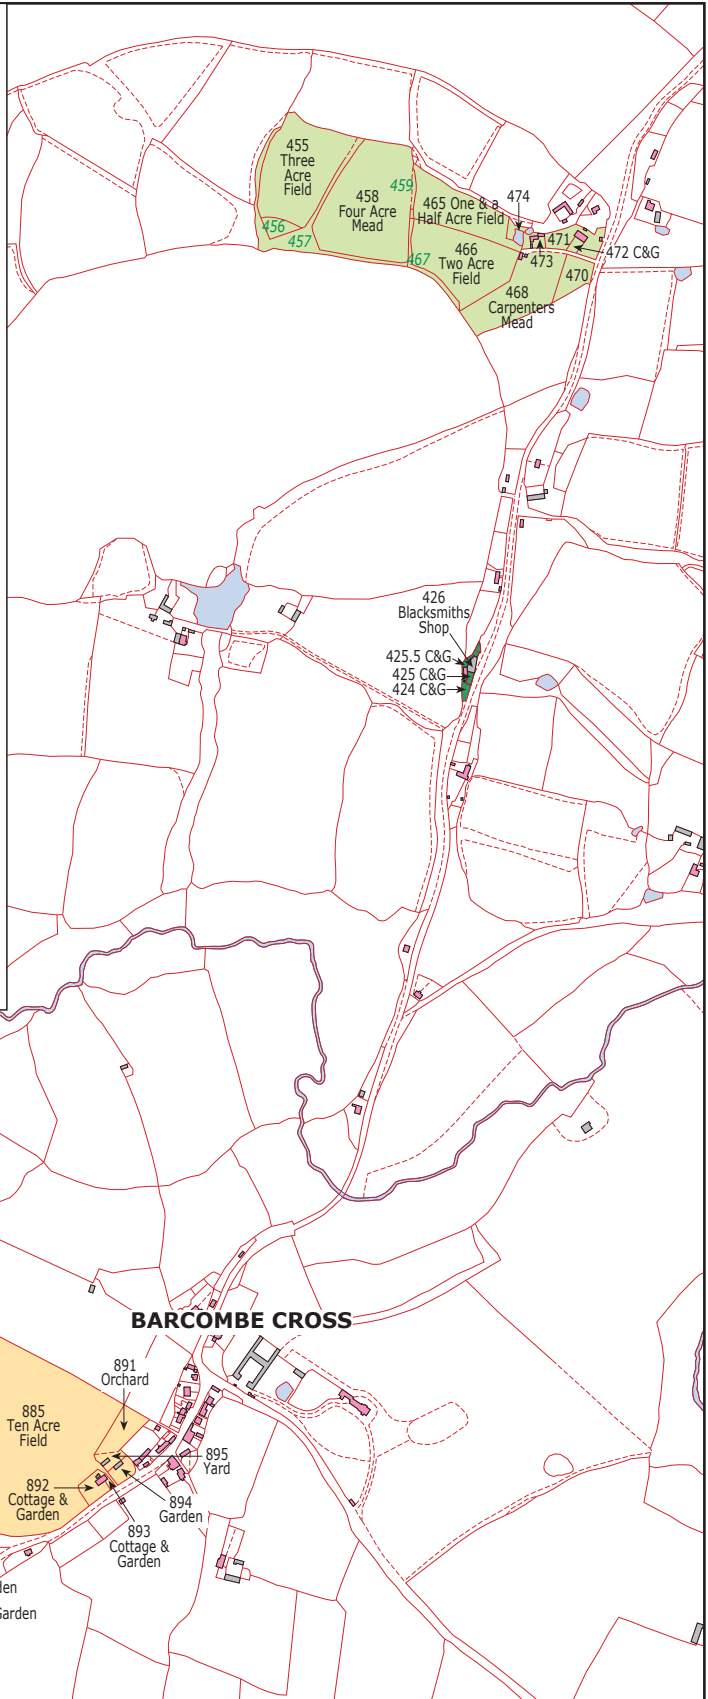 455
Three
Acre
Field
459
458
Four Acre
Mead
465 One & a
Half Acre Field
474
456
457
467
466
Two Acre
Field
471
472 C&G
473
470
468
Carpenters
Mead
426
Blacksmiths
Shop
425.5 C&G
425 C&G
424 C&G
BARCOMBE CROSS
891
Orchard
885
Ten Acre
Field
895
Yard
892
Cottage &
Garden
894
Garden
893
Cottage &
Garden
den
Garden